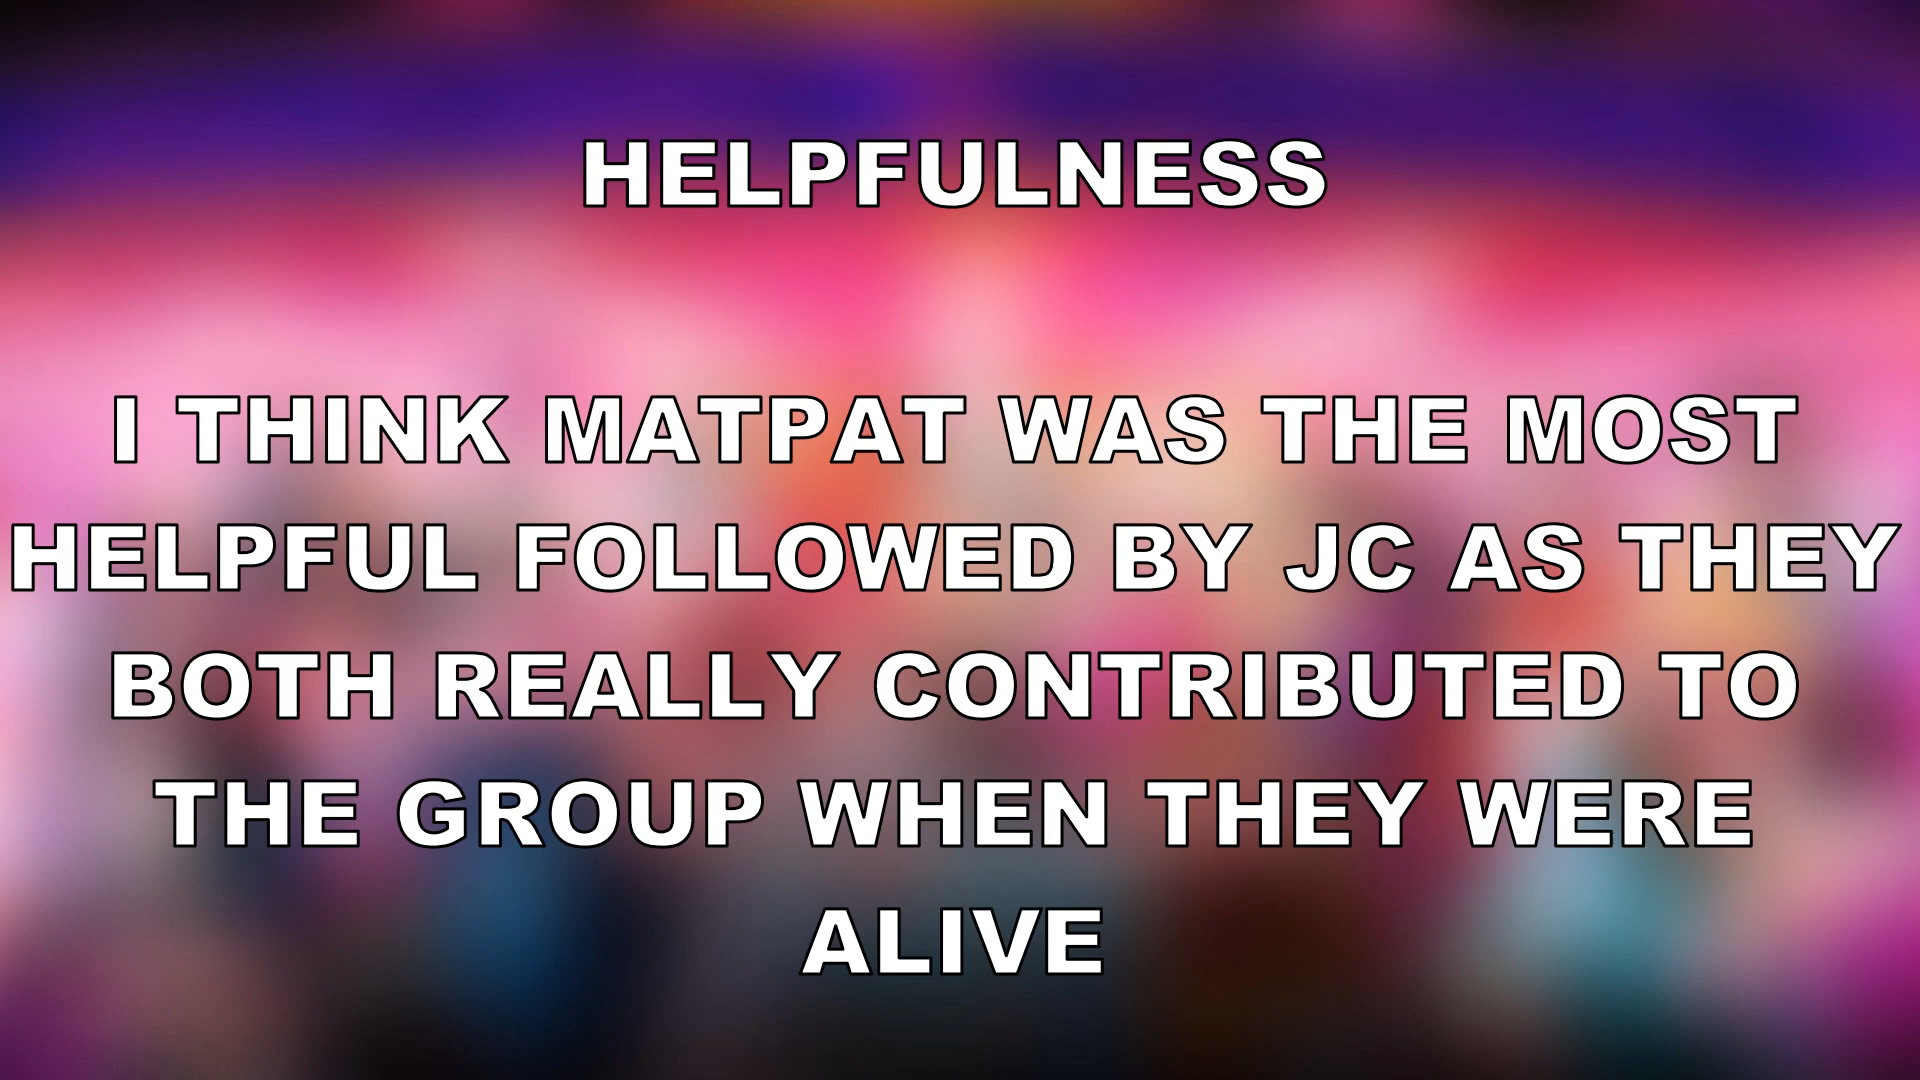 HELPFULNESS
I THINK MATPAT WAS THE MOST
HELPFUL FOLLOWED BY JC AS THEY
BOTH REALLY CONTRIBUTED TO
THE GROUP WHEN THEY WERE
ALIVE